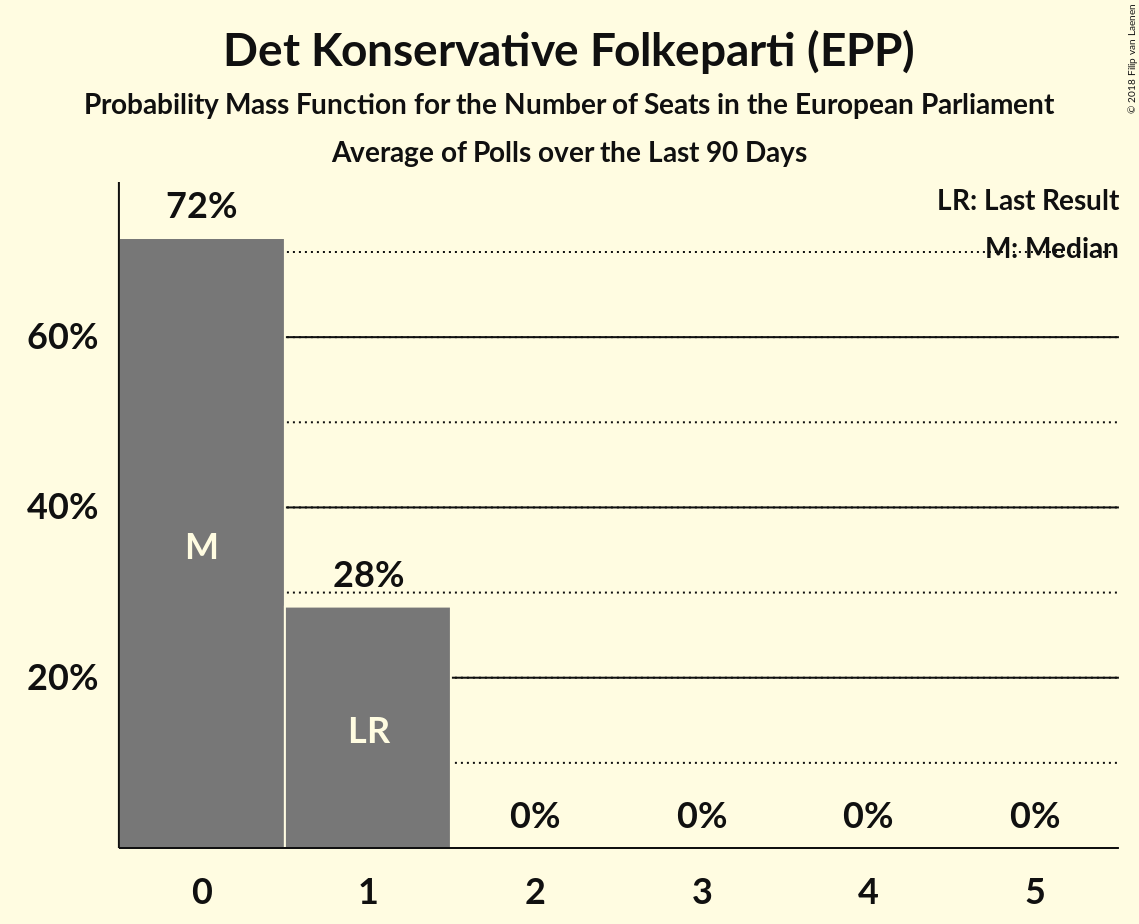 Det Konservative Folkeparti (EPP)
Probability Mass Function for the Number of Seats in the European Parliament
Average of Polls over the Last 90 Days
© 2018 Filip van Laenen
LR: Last Result
M: Median
72%
60%
40%
M
28%
20%
LR
0% 0% 0% 0%
0 1 2 3 4 5